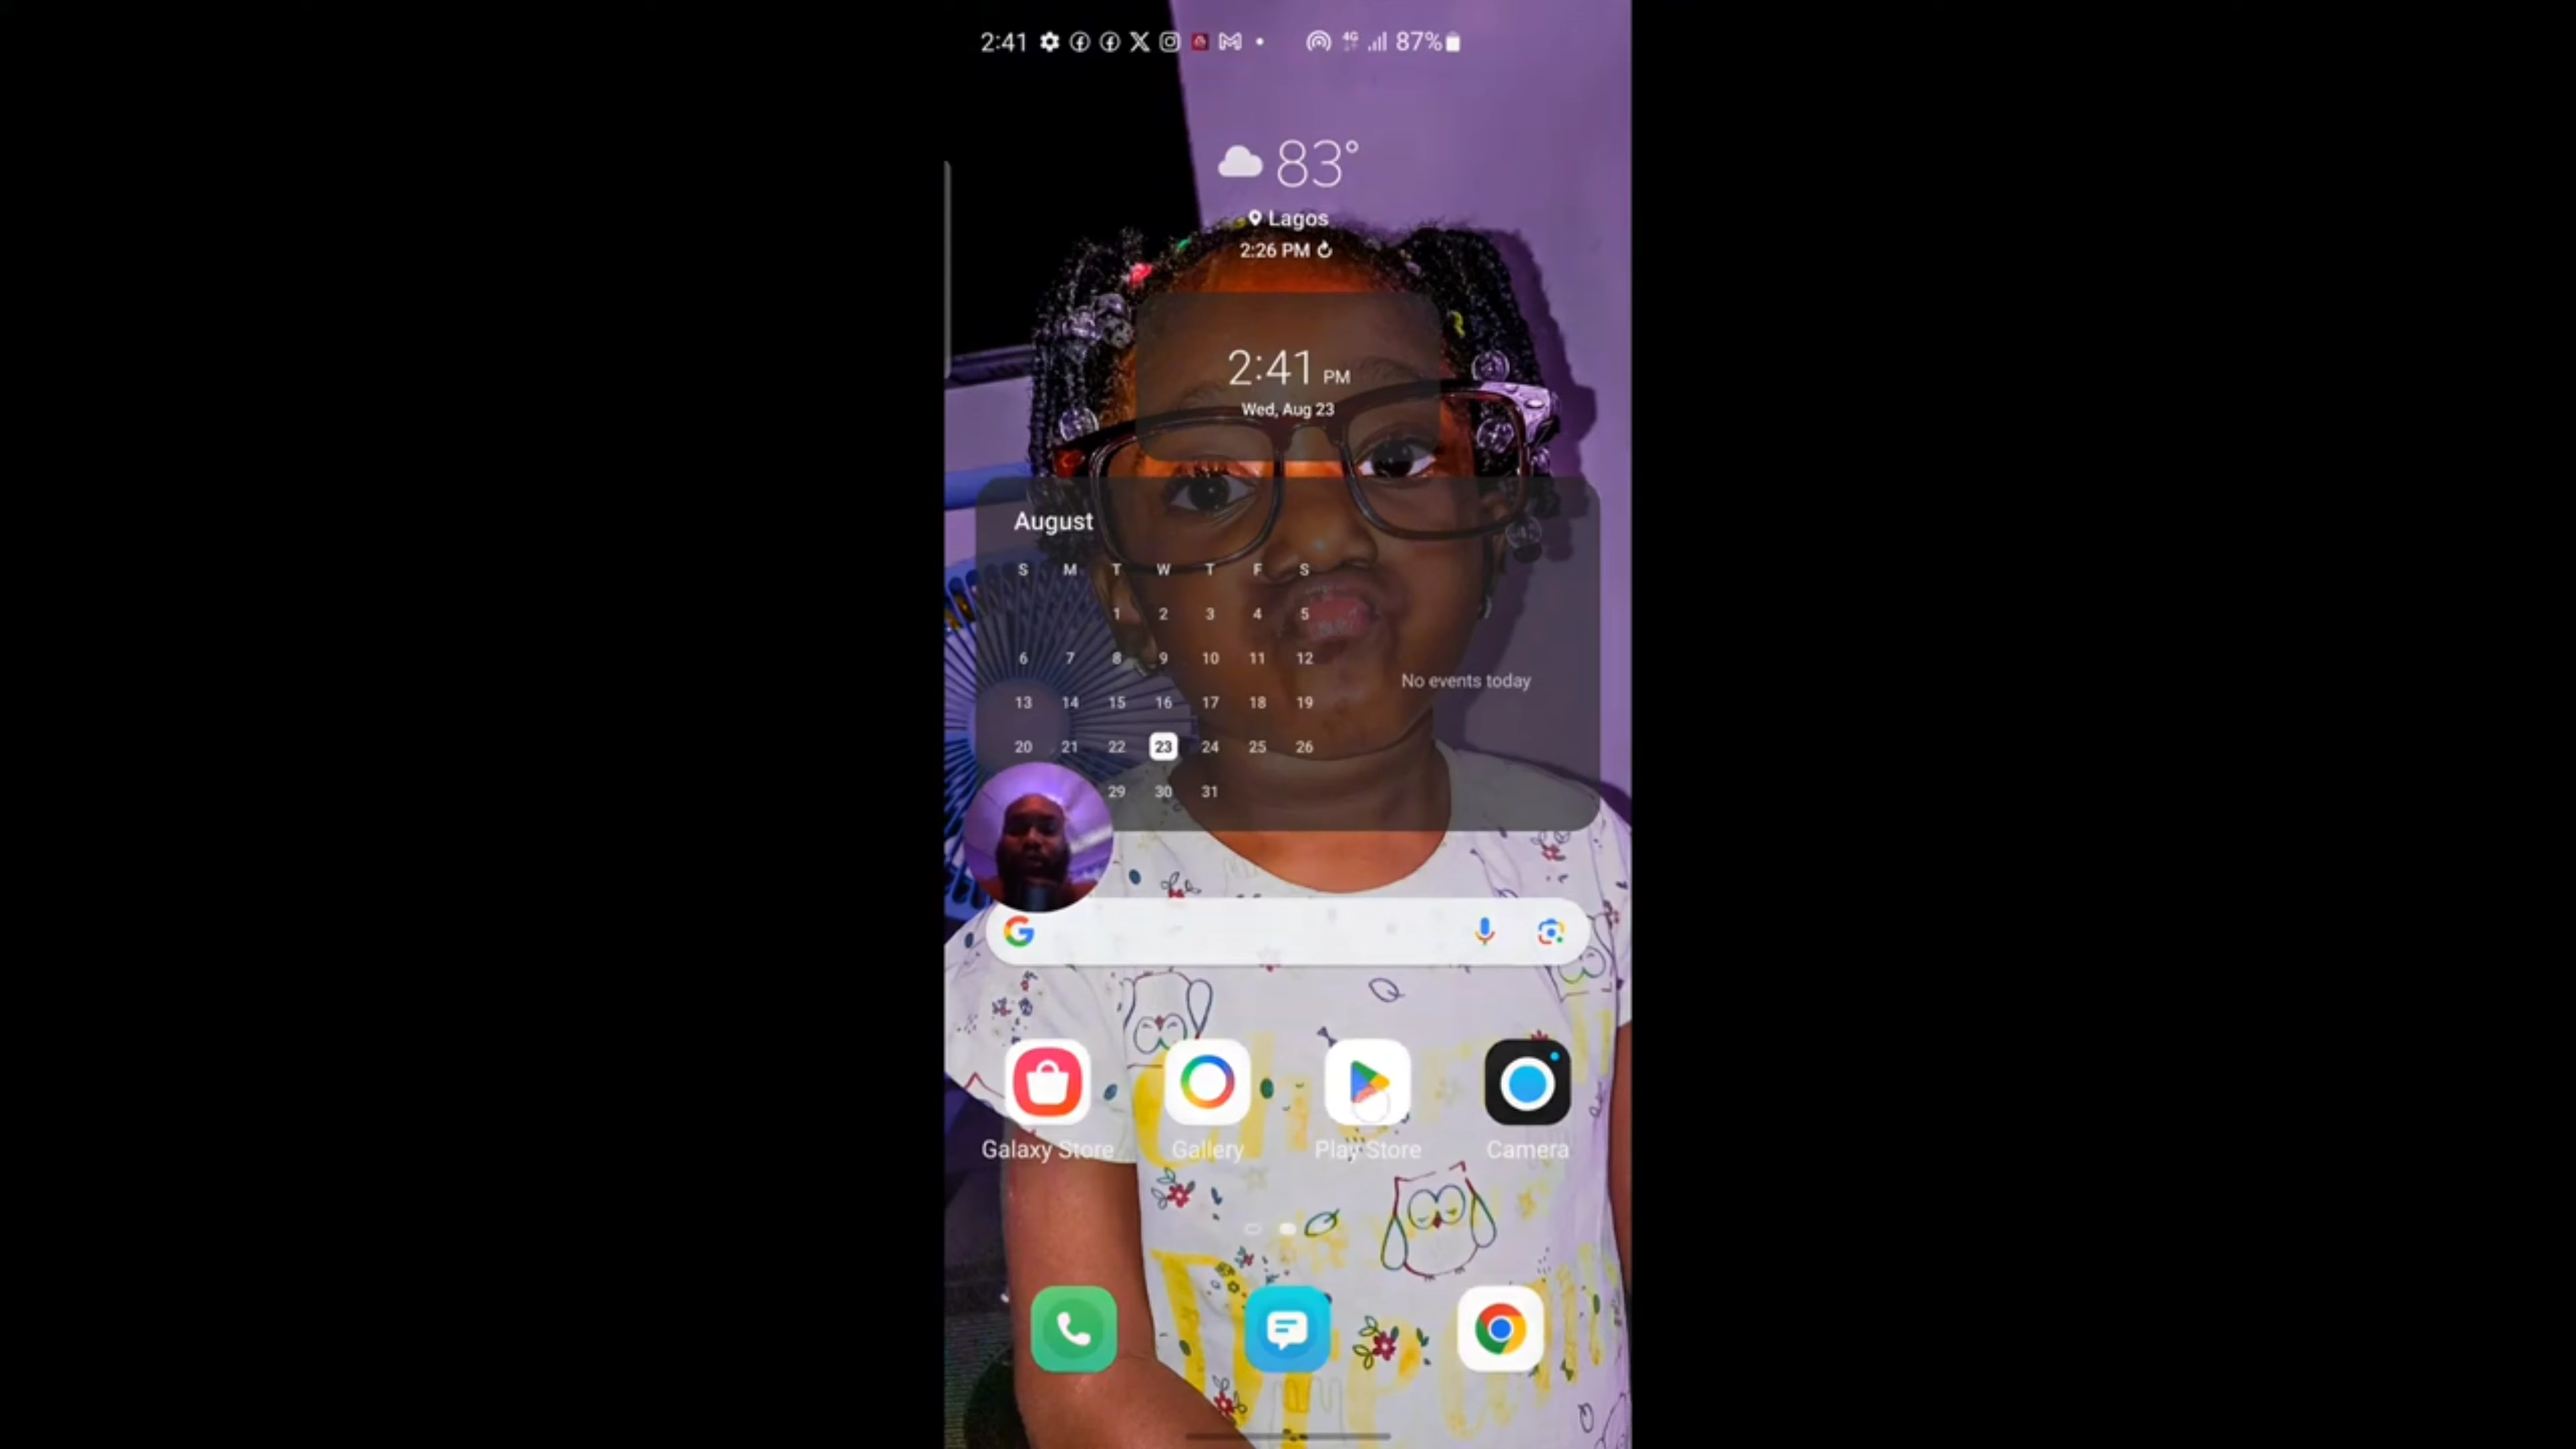 2:41
4G
87%
83°
Lagos
2:26 PM
2:41 PM
Wed, Aug 23
August
S M T W T F S
1 2 3 4 5
6 7 8 9 10 11 12
13 14 15 16 17 18 19
20 21 22 23 24 25 26
29 30 31
No events today
Galaxy Store
Gallery
Play Store
Camera